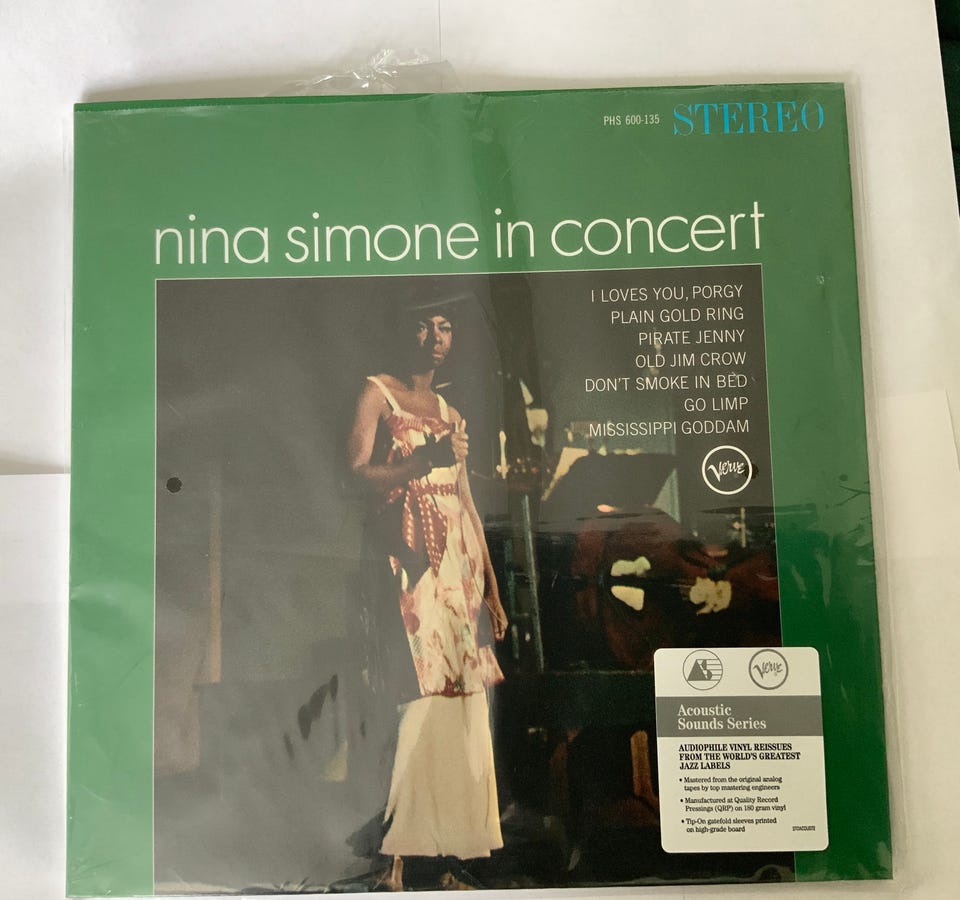 PHS 600-135 STEREO
nina simone in concert
I LOVES YOU, PORGY
PLAIN GOLD RING
PIRATE JENNY
OLD JIM CROW
DON'T SMOKE IN BED
GO LIMP
MISSISSIPPI GODDAM
verve
verve
Acoustic
Sounds Series
AUDIOPHILE VINYL REISSUES
FROM THE WORLD'S GREATEST
JAZZ LABELS
• Mastered from the original analog
tapes by top mastering engineers
• Manufactured at Quality Record
Pressings (QRP) on 180 gram vinyl
• Tip-On gatefold sleeves printed
on high-grade board